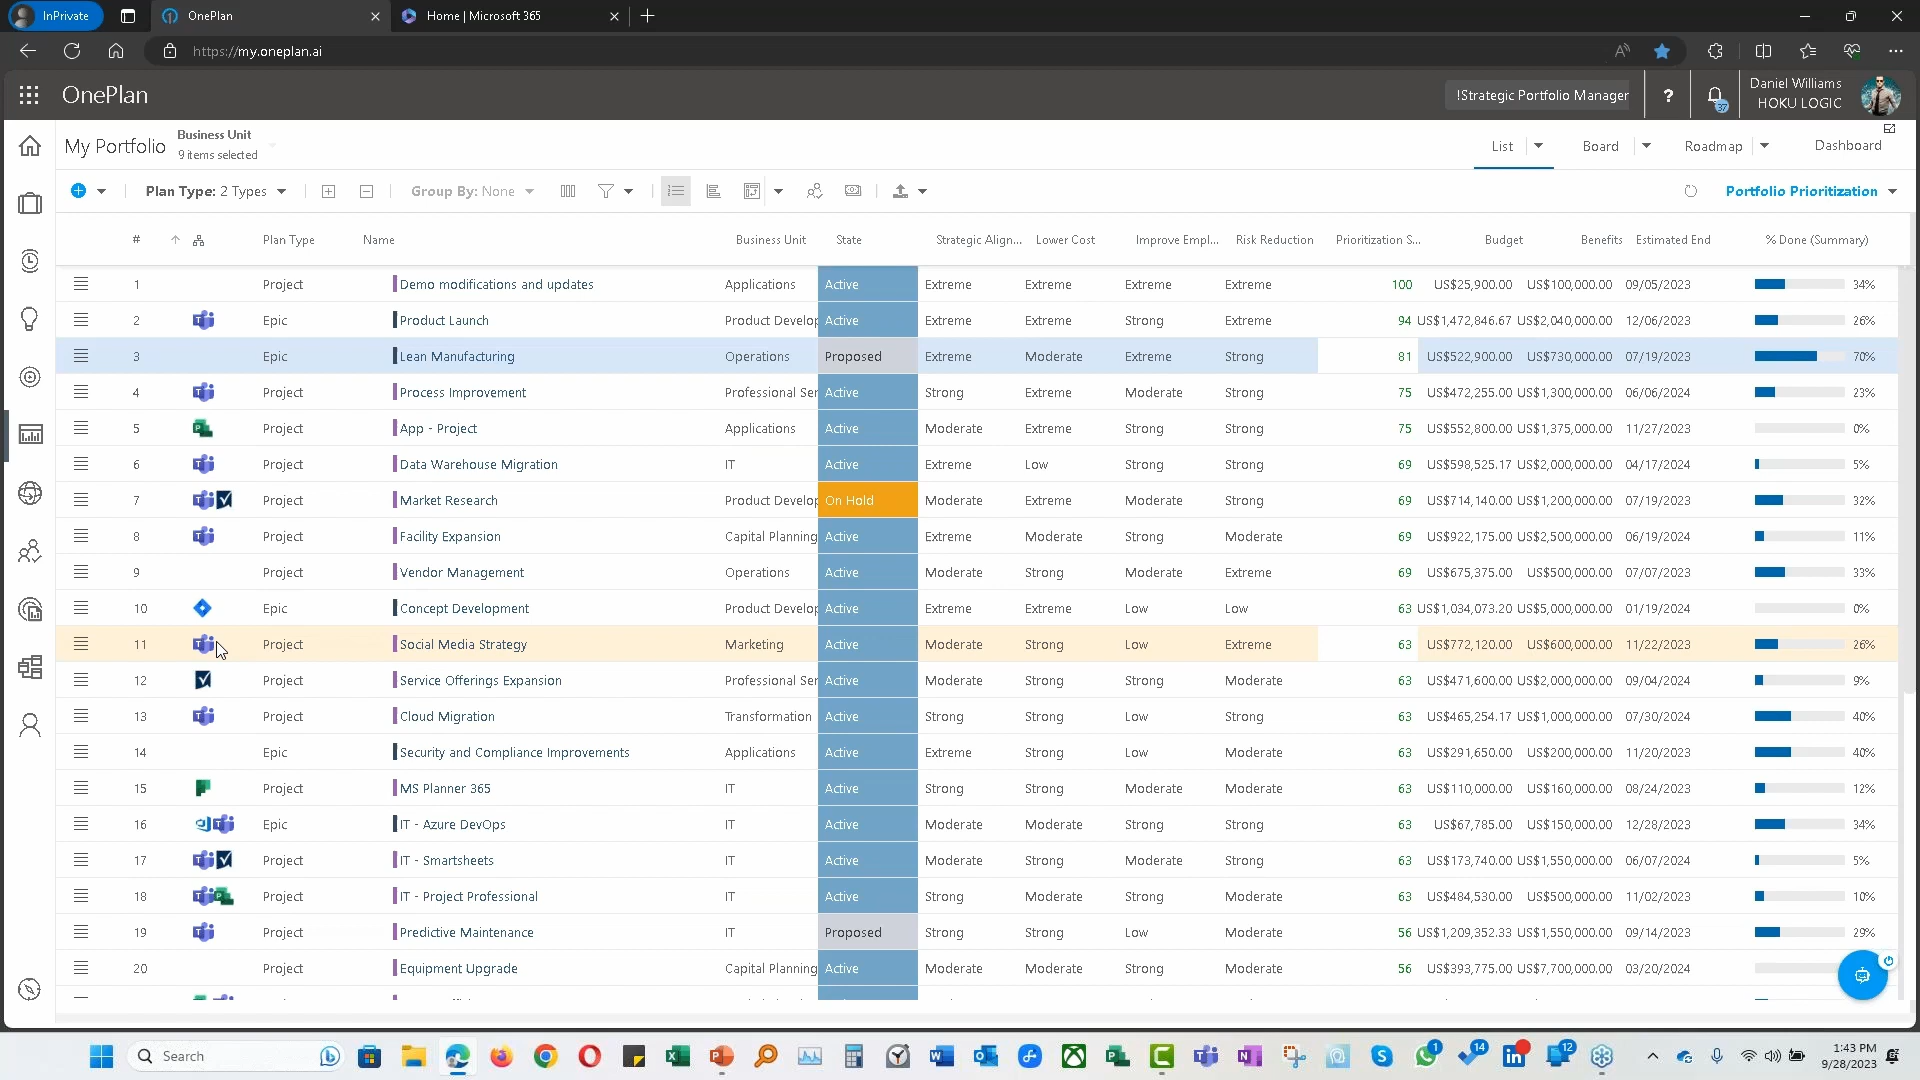 InPrivate
OnePlan
Home | Microsoft 365
https://my.oneplan.ai
OnePlan
!Strategic Portfolio Manager
?
37
Daniel Williams
HOKU LOGIC
My Portfolio
Business Unit
9 items selected
List
Board
Roadmap
Dashboard
Plan Type: 2 Types
Group By: None
Portfolio Prioritization
# Plan Type Name Business Unit State Strategic Align... Lower Cost Improve Empl... Risk Reduction Prioritization S... Budget Benefits Estimated End % Done (Summary)
1 Project Demo modifications and updates Applications Active Extreme Extreme Extreme Extreme 100 US$25,900.00 US$100,000.00 09/05/2023 34%
2 Epic Product Launch Product Develop Active Extreme Extreme Strong Extreme 94 US$1,472,846.67 US$2,040,000.00 12/06/2023 26%
3 Epic Lean Manufacturing Operations Proposed Extreme Moderate Extreme Strong 81 US$522,900.00 US$730,000.00 07/19/2023 70%
4 Project Process Improvement Professional Ser Active Strong Extreme Moderate Strong 75 US$472,255.00 US$1,300,000.00 06/06/2024 23%
5 Project App - Project Applications Active Moderate Extreme Strong Strong 75 US$552,800.00 US$1,375,000.00 11/27/2023 0%
6 Project Data Warehouse Migration IT Active Extreme Low Strong Strong 69 US$598,525.17 US$2,000,000.00 04/17/2024 5%
7 Project Market Research Product Develop On Hold Moderate Extreme Moderate Strong 69 US$714,140.00 US$1,200,000.00 07/19/2023 32%
8 Project Facility Expansion Capital Planning Active Extreme Moderate Strong Moderate 69 US$922,175.00 US$2,500,000.00 06/19/2024 11%
9 Project Vendor Management Operations Active Moderate Strong Moderate Extreme 69 US$675,375.00 US$500,000.00 07/07/2023 33%
10 Epic Concept Development Product Develop Active Extreme Extreme Low Low 63 US$1,034,073.20 US$5,000,000.00 01/19/2024 0%
11 Project Social Media Strategy Marketing Active Moderate Strong Low Extreme 63 US$772,120.00 US$600,000.00 11/22/2023 26%
12 Project Service Offerings Expansion Professional Ser Active Moderate Strong Strong Moderate 63 US$471,600.00 US$2,000,000.00 09/04/2024 9%
13 Project Cloud Migration Transformation Active Strong Strong Low Strong 63 US$465,254.17 US$1,000,000.00 07/30/2024 40%
14 Epic Security and Compliance Improvements Applications Active Extreme Strong Low Moderate 63 US$291,650.00 US$200,000.00 11/20/2023 40%
15 Project MS Planner 365 IT Active Strong Strong Moderate Moderate 63 US$110,000.00 US$160,000.00 08/24/2023 12%
16 Epic IT - Azure DevOps IT Active Moderate Moderate Strong Strong 63 US$67,785.00 US$150,000.00 12/28/2023 34%
17 Project IT - Smartsheets IT Active Moderate Strong Moderate Strong 63 US$173,740.00 US$1,550,000.00 06/07/2024 5%
18 Project IT - Project Professional IT Active Strong Moderate Strong Moderate 63 US$484,530.00 US$500,000.00 11/02/2023 10%
19 Project Predictive Maintenance IT Proposed Strong Strong Low Moderate 56 US$1,209,352.33 US$1,550,000.00 09/14/2023 29%
20 Project Equipment Upgrade Capital Planning Active Moderate Moderate Strong Moderate 56 US$393,775.00 US$7,700,000.00 03/20/2024
Search
1
14
12
1:43 PM
9/28/2023